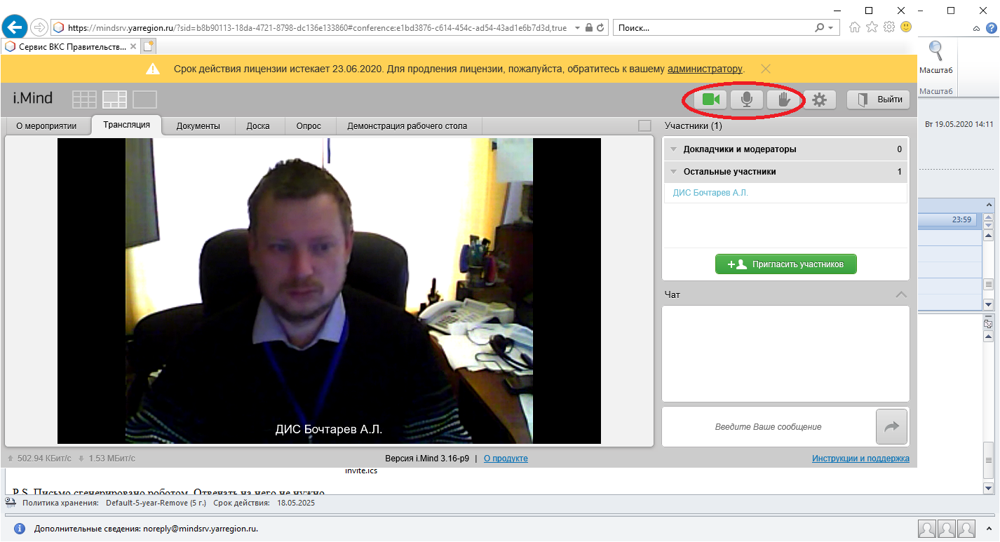 https://mindsrv.yarregion.ru/?sid=b8b90113-18da-4721-8798-dc136e133860#conference:e1bd3876-c614-454c-ad54-43ad1e6b7d3d,true
Поиск...
Сервис ВКС Правительств...
Срок действия лицензии истекает 23.06.2020. Для продления лицензии, пожалуйста, обратитесь к вашему администратору.
Масштаб
Масштаб
i.Mind
Выйти
О мероприятии
Трансляция
Документы
Доска
Опрос
Демонстрация рабочего стола
Участники (1)
Вт 19.05.2020 14:11
Докладчики и модераторы 0
Остальные участники 1
ДИС Бочтарев А.Л.
23:59
Пригласить участников
Чат
ДИС Бочтарев А.Л.
Введите Ваше сообщение
502.94 КБит/с 1.53 МБит/с
Версия i.Mind 3.16-p9 | О продукте
Инструкции и поддержка
invite.ics
P.S. Письмо сгенерировано роботом. Отвечать на него не нужно
Политика хранения: Default-5-year-Remove (5 г.) Срок действия: 18.05.2025
Дополнительные сведения: noreply@mindsrv.yarregion.ru.